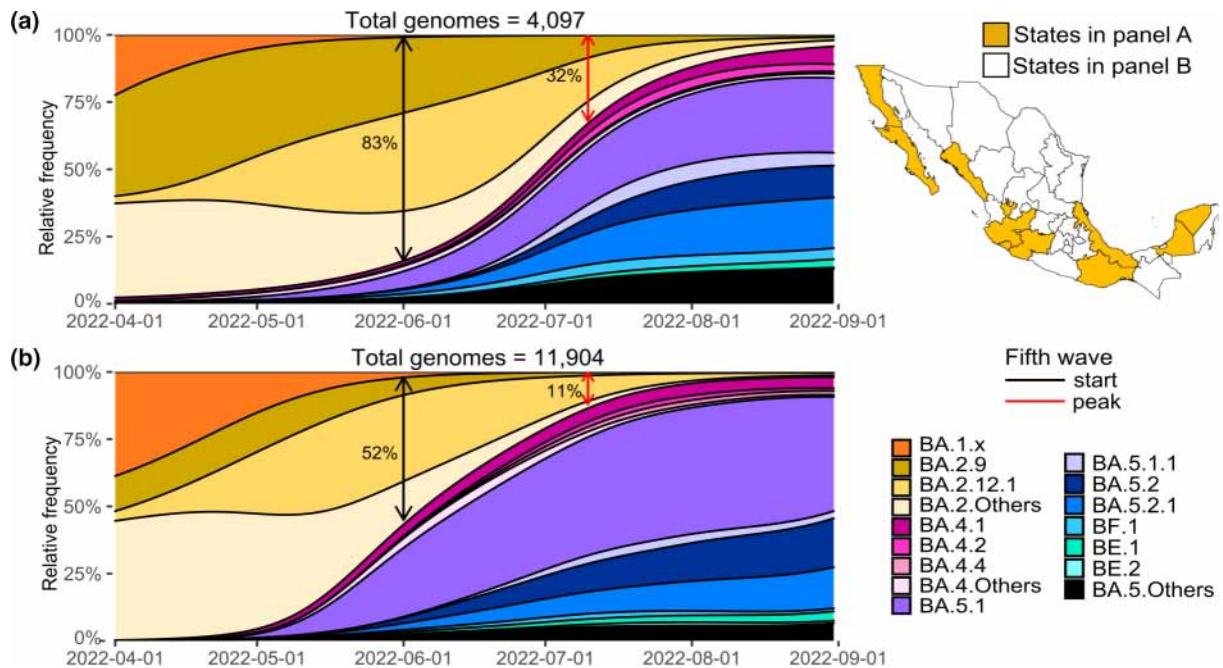 (a)
Total genomes = 4,097
Relative frequency
100%
75%
50%
25%
0%
83%
32%
2022-04-01 2022-05-01 2022-06-01 2022-07-01 2022-08-01 2022-09-01
States in panel A
States in panel B
(b)
Total genomes = 11,904
Relative frequency
100%
75%
50%
25%
0%
52%
11%
2022-04-01 2022-05-01 2022-06-01 2022-07-01 2022-08-01 2022-09-01
Fifth wave
start
peak
BA.1.x
BA.2.9
BA.2.12.1
BA.2.Others
BA.4.1
BA.4.2
BA.4.4
BA.4.Others
BA.5.1
BA.5.1.1
BA.5.2
BA.5.2.1
BF.1
BE.1
BE.2
BA.5.Others